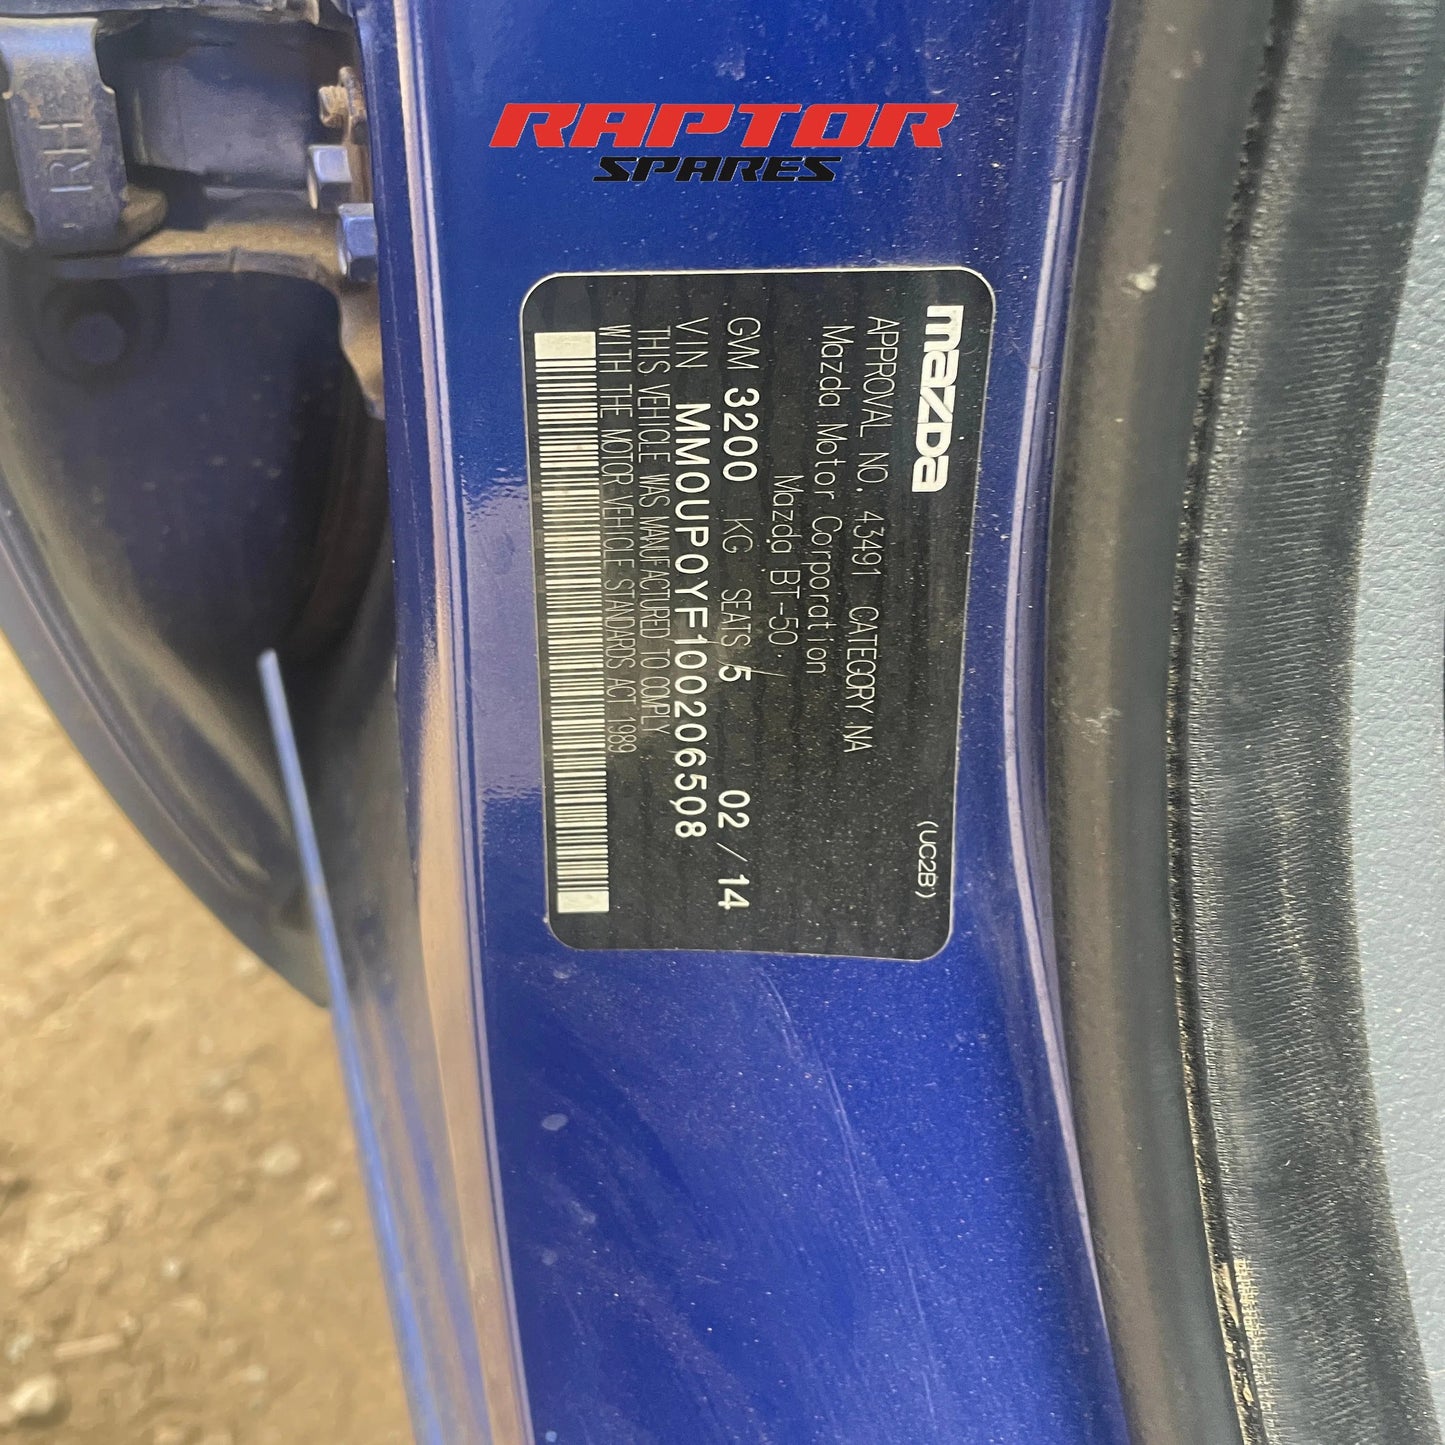 RAPTOR
SPARES
RH
mazda
(UC2B)
APPROVAL NO. 43491 CATEGORY NA
Mazda Motor Corporation
Mazda BT-50
GVM 3200 KG SEATS 5 02/14
VIN MM0UP0YF100206508
THIS VEHICLE WAS MANUFACTURED TO COMPLY
WITH THE MOTOR VEHICLE STANDARDS ACT 1989